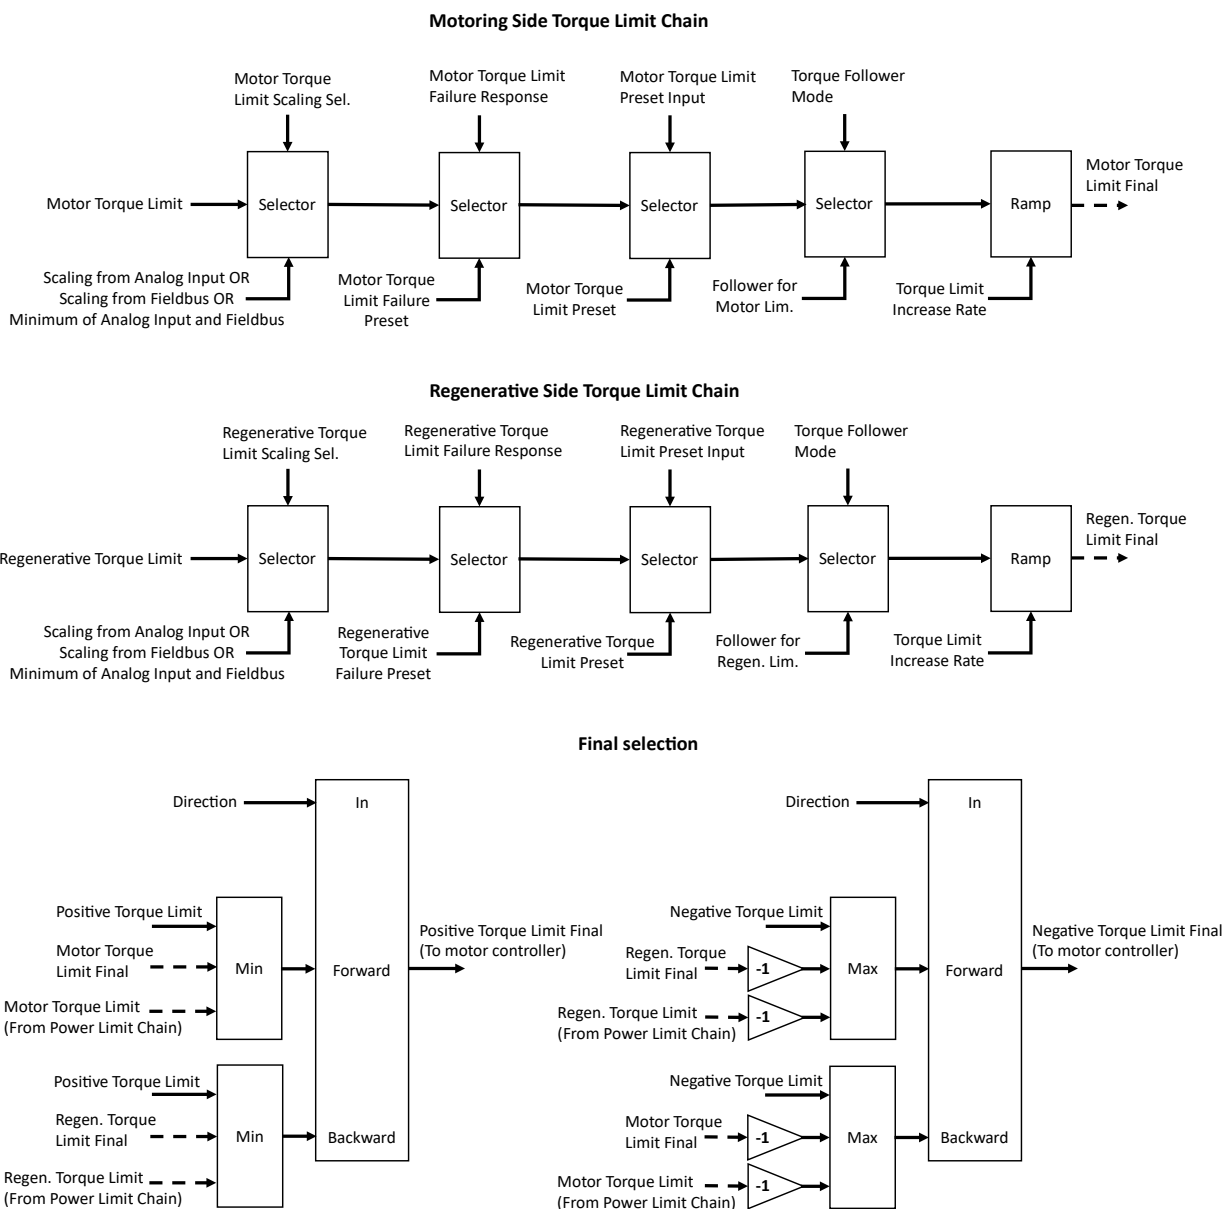 Motoring Side Torque Limit Chain
Motor Torque
Limit Scaling Sel.
Motor Torque Limit
Failure Response
Motor Torque Limit
Preset Input
Torque Follower
Mode
Motor Torque Limit
Selector
Selector
Selector
Selector
Ramp
Motor Torque
Limit Final
Scaling from Analog Input OR
Scaling from Fieldbus OR
Minimum of Analog Input and Fieldbus
Motor Torque
Limit Failure
Preset
Motor Torque
Limit Preset
Follower for
Motor Lim.
Torque Limit
Increase Rate
Regenerative Side Torque Limit Chain
Regenerative Torque
Limit Scaling Sel.
Regenerative Torque
Limit Failure Response
Regenerative Torque
Limit Preset Input
Torque Follower
Mode
Regenerative Torque Limit
Selector
Selector
Selector
Selector
Ramp
Regen. Torque
Limit Final
Scaling from Analog Input OR
Scaling from Fieldbus OR
Minimum of Analog Input and Fieldbus
Regenerative
Torque Limit
Failure Preset
Regenerative Torque
Limit Preset
Follower for
Regen. Lim.
Torque Limit
Increase Rate
Final selection
Direction
In
Positive Torque Limit
Motor Torque
Limit Final
Motor Torque Limit
(From Power Limit Chain)
Min
Forward
Positive Torque Limit Final
(To motor controller)
Positive Torque Limit
Regen. Torque
Limit Final
Regen. Torque Limit
(From Power Limit Chain)
Min
Backward
Direction
In
Negative Torque Limit
Regen. Torque
Limit Final
-1
Regen. Torque Limit
(From Power Limit Chain)
-1
Max
Forward
Negative Torque Limit Final
(To motor controller)
Negative Torque Limit
Motor Torque
Limit Final
-1
Motor Torque Limit
(From Power Limit Chain)
-1
Max
Backward